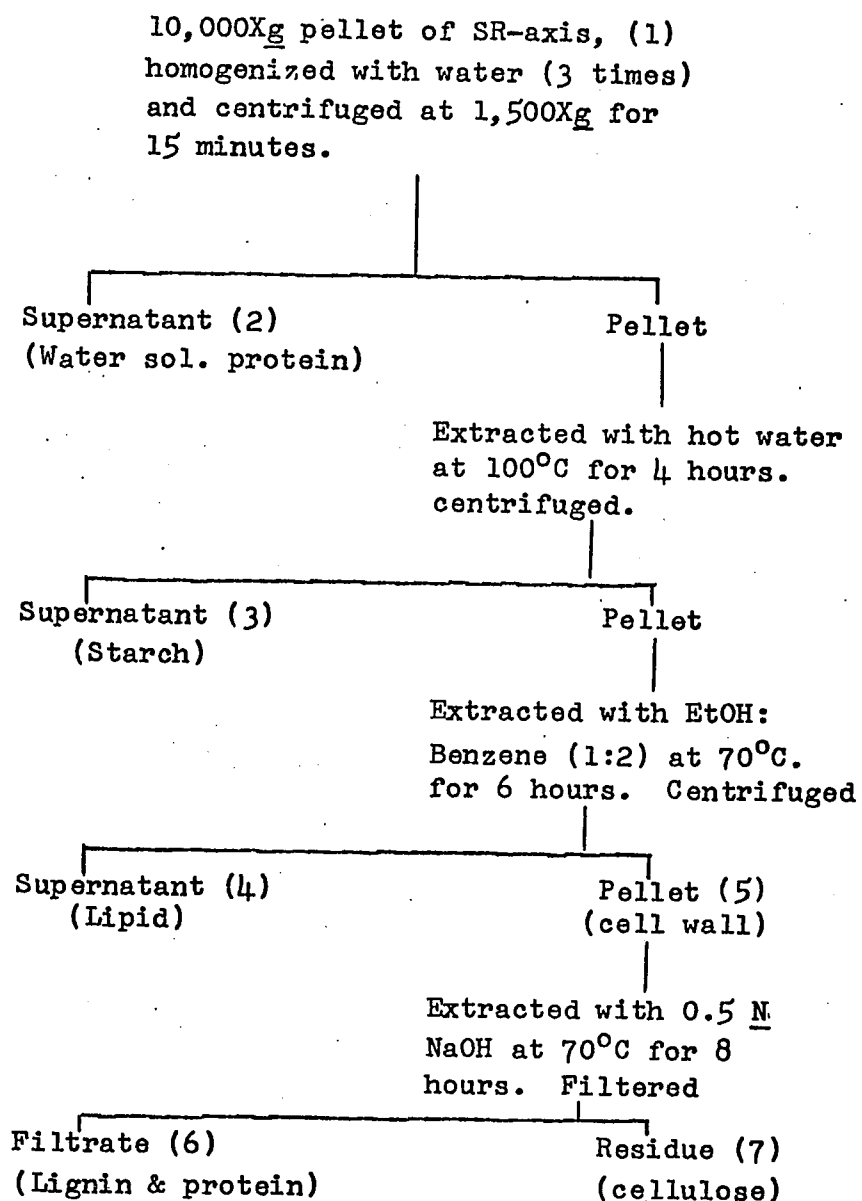 10,000Xg pellet of SR-axis, (1)
homogenized with water (3 times)
and centrifuged at 1,500Xg for
15 minutes.
Supernatant (2)
(Water sol. protein)
Pellet
Extracted with hot water
at 100°C for 4 hours.
centrifuged.
Supernatant (3)
(Starch)
Pellet
Extracted with EtOH:
Benzene (1:2) at 70°C.
for 6 hours. Centrifuged
Supernatant (4)
(Lipid)
Pellet (5)
(cell wall)
Extracted with 0.5 N
NaOH at 70°C for 8
hours. Filtered
Filtrate (6)
(Lignin & protein)
Residue (7)
(cellulose)